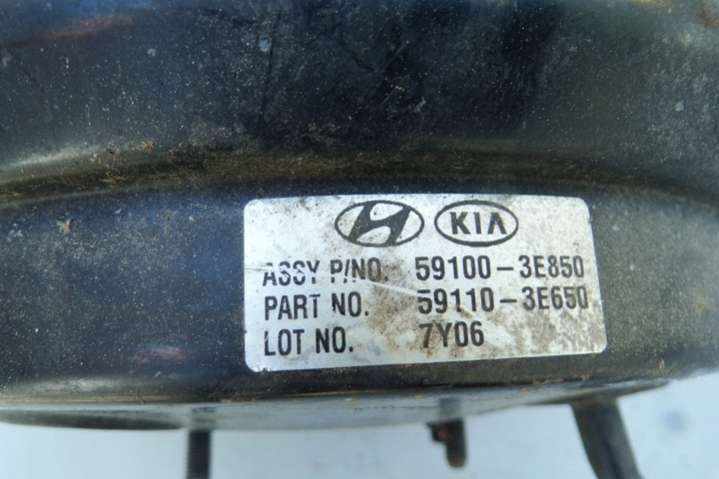 KIA
ASSY P/NO. 59100-3E850
PART NO. 59110-3E650
LOT NO. 7Y06